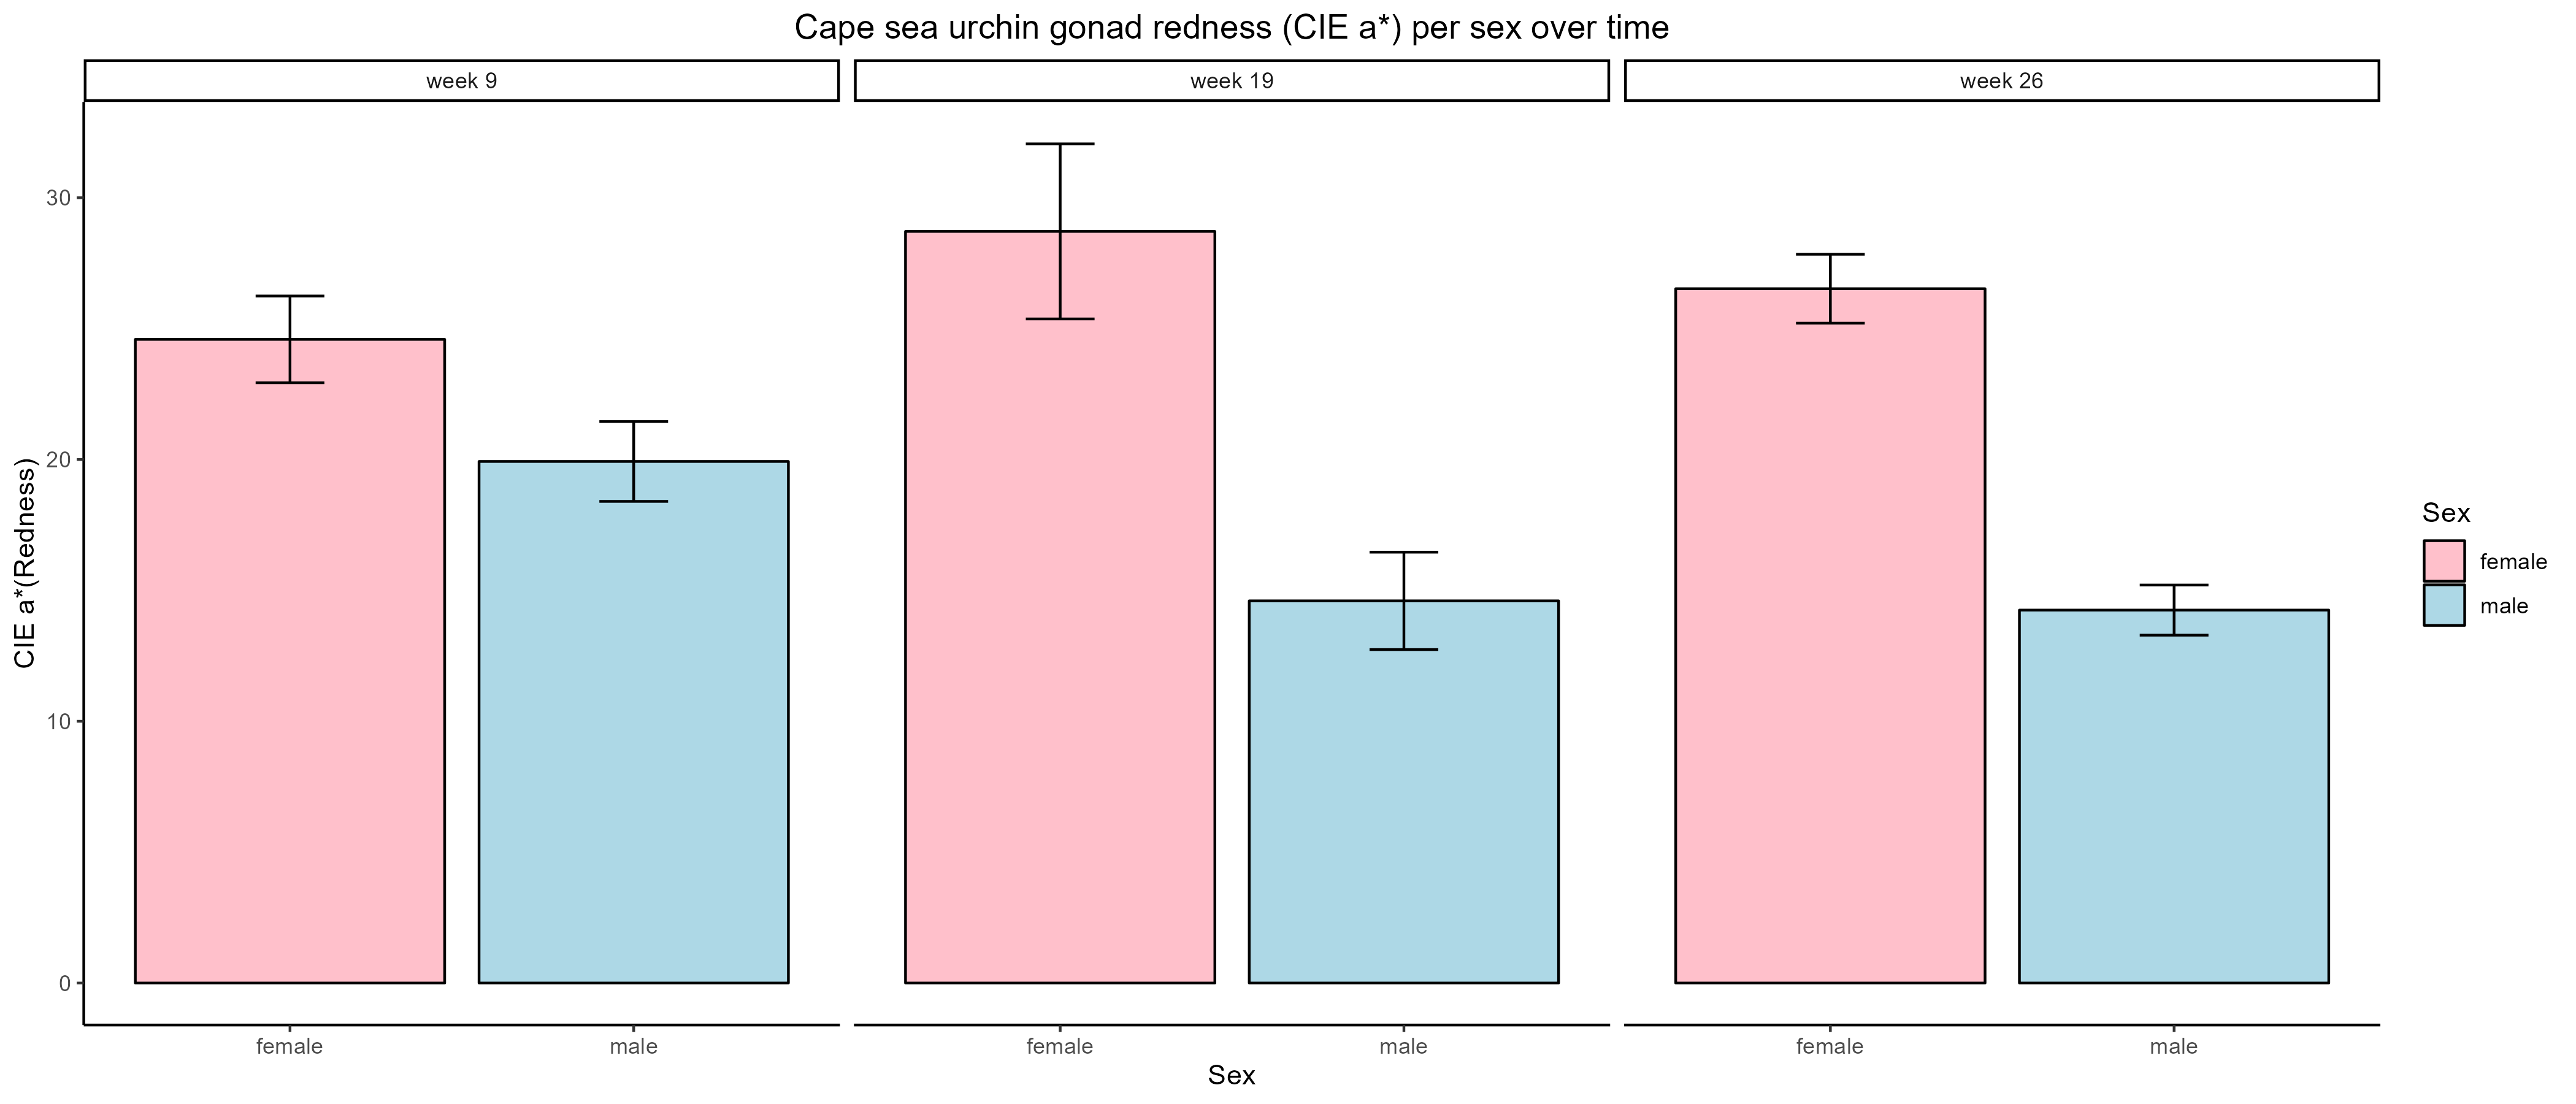 Cape sea urchin gonad redness (CIE a*) per sex over time
week 9
week 19
week 26
CIE a*(Redness)
30
20
10
0
female
male
female
male
female
male
Sex
Sex
female
male